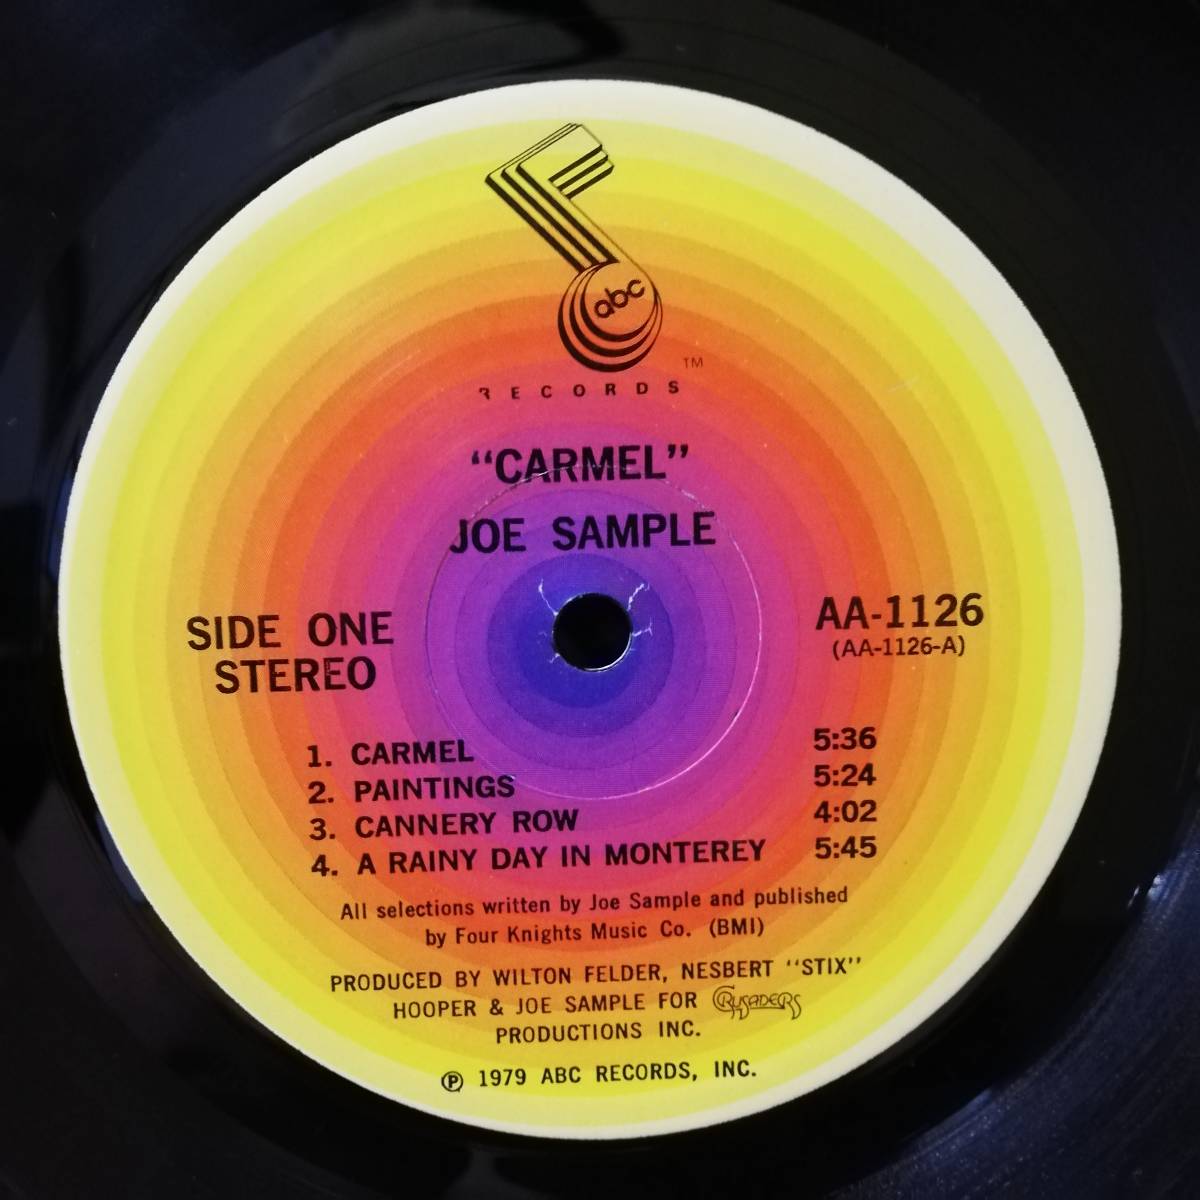 abc
TM
RECORDS
"CARMEL"
JOE SAMPLE
SIDE ONE
STEREO
AA-1126
(AA-1126-A)
1. CARMEL 5:36
2. PAINTINGS 5:24
3. CANNERY ROW 4:02
4. A RAINY DAY IN MONTEREY 5:45
All selections written by Joe Sample and published
by Four Knights Music Co. (BMI)
PRODUCED BY WILTON FELDER, NESBERT "STIX"
HOOPER & JOE SAMPLE FOR CRUSADERS
PRODUCTIONS INC.
Ⓟ 1979 ABC RECORDS, INC.